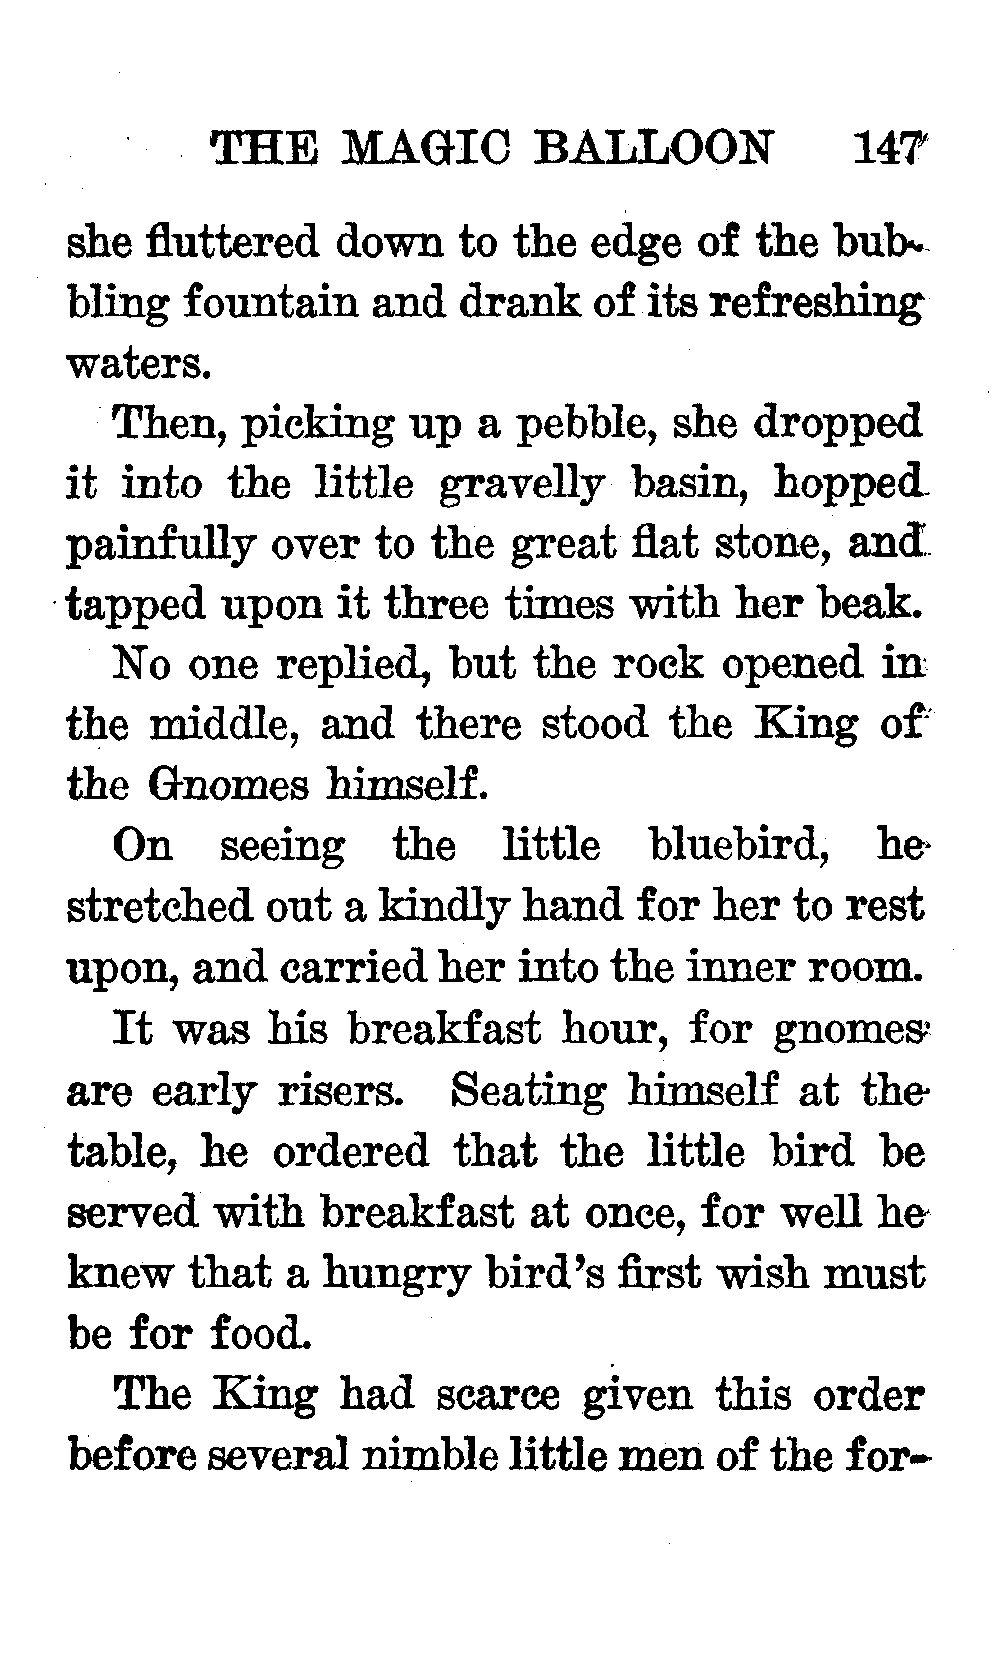 THE MAGIC BALLOON 147
she fluttered down to the edge of the bub-
bling fountain and drank of its refreshing
waters.
Then, picking up a pebble, she dropped
it into the little gravelly basin, hopped
painfully over to the great flat stone, and
tapped upon it three times with her beak.
No one replied, but the rock opened in
the middle, and there stood the King of
the Gnomes himself.
On seeing the little bluebird, he
stretched out a kindly hand for her to rest
upon, and carried her into the inner room.
It was his breakfast hour, for gnomes
are early risers. Seating himself at the
table, he ordered that the little bird be
served with breakfast at once, for well he
knew that a hungry bird's first wish must
be for food.
The King had scarce given this order
before several nimble little men of the for-